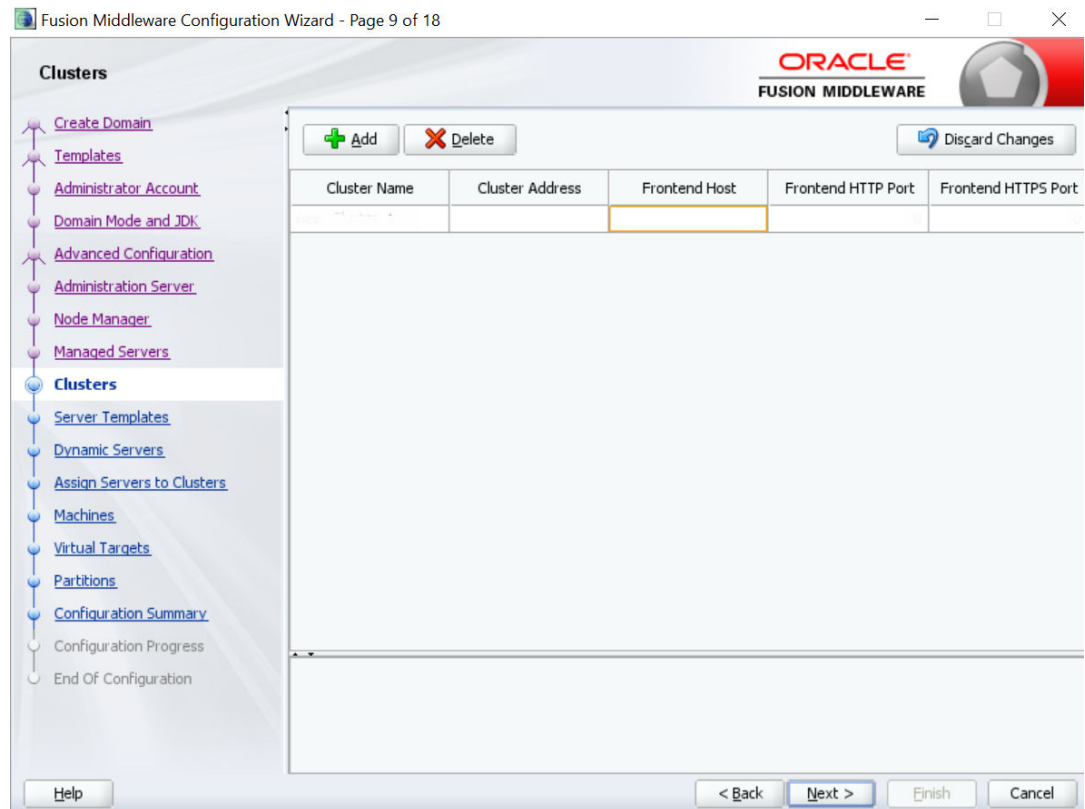 Fusion Middleware Configuration Wizard - Page 9 of 18
Clusters
ORACLE
FUSION MIDDLEWARE
Create Domain
Templates
Administrator Account
Domain Mode and JDK
Advanced Configuration
Administration Server
Node Manager
Managed Servers
Clusters
Server Templates
Dynamic Servers
Assign Servers to Clusters
Machines
Virtual Targets
Partitions
Configuration Summary
Configuration Progress
End Of Configuration
Add Delete Discard Changes
Cluster Name Cluster Address Frontend Host Frontend HTTP Port Frontend HTTPS Port
Help < Back Next > Finish Cancel